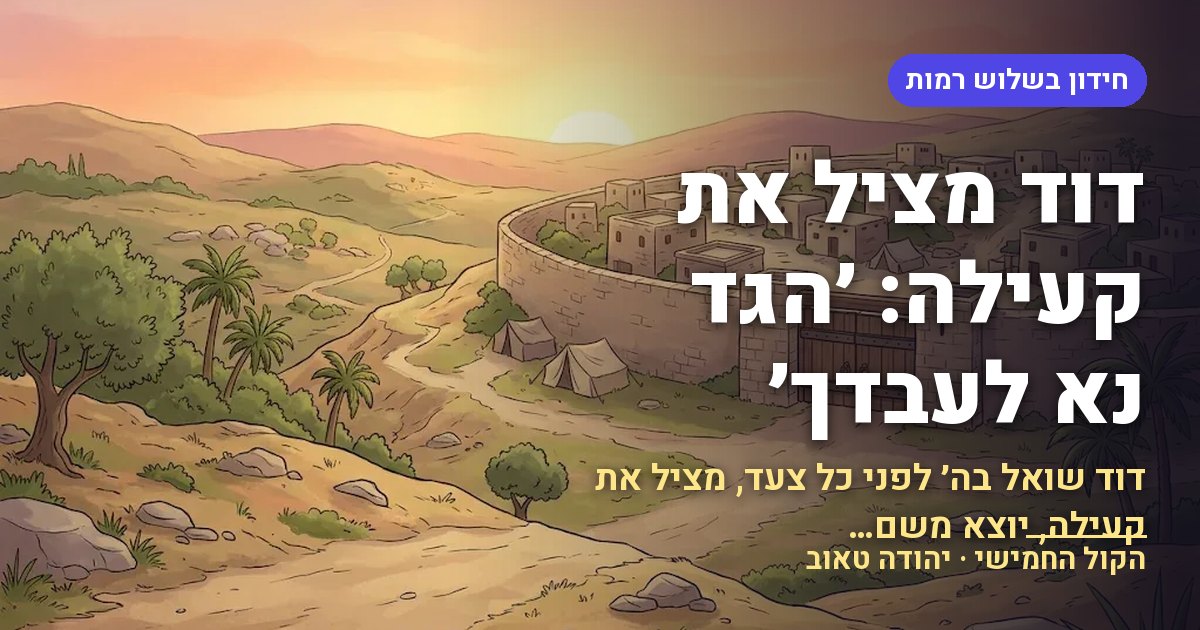 חידון בשלוש רמות
דוד מציל את
קעילה: ׳הגד
נא לעבדך׳
דוד שואל בה׳ לפני כל צעד, מציל את
קעילה, יוצא משם...
הקול החמישי · יהודה טאוב